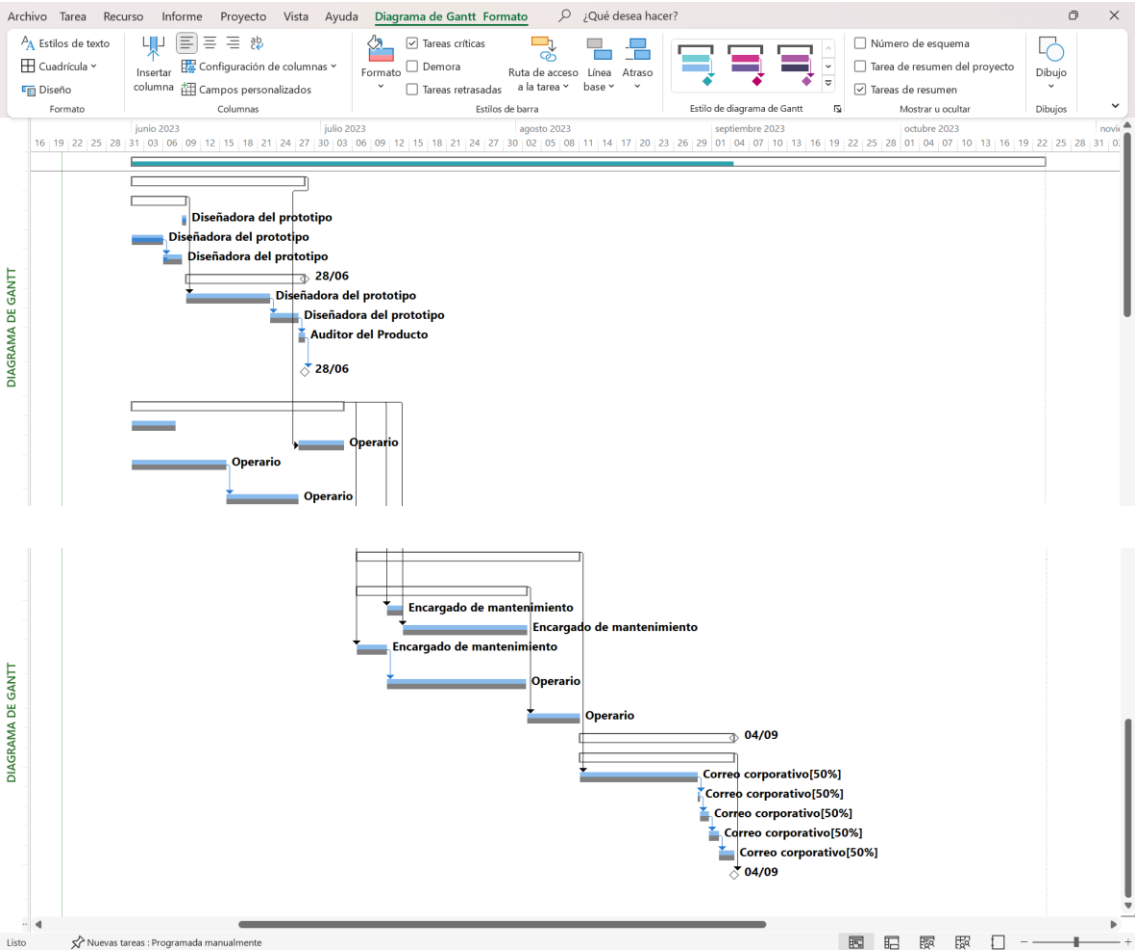 Archivo Tarea Recurso Informe Proyecto Vista Ayuda Diagrama de Gantt Formato ¿Qué desea hacer?
Estilos de texto
Cuadrícula
Diseño
Formato
Insertar columna
Configuración de columnas
Campos personalizados
Columnas
Formato
Tareas críticas
Demora
Tareas retrasadas
Ruta de acceso a la tarea
Línea base
Atraso
Estilos de barra
Estilo de diagrama de Gantt
Número de esquema
Tarea de resumen del proyecto
Tareas de resumen
Mostrar u ocultar
Dibujo
Dibujos
junio 2023 julio 2023 agosto 2023 septiembre 2023 octubre 2023
16 19 22 25 28 31 03 06 09 12 15 18 21 24 27 30 03 06 09 12 15 18 21 24 27 30 02 05 08 11 14 17 20 23 26 29 01 04 07 10 13 16 19 22 25 28 01 04 07 10 13 16 19 22 25 28 31
DIAGRAMA DE GANTT
Diseñadora del prototipo
Diseñadora del prototipo
Diseñadora del prototipo
28/06
Diseñadora del prototipo
Diseñadora del prototipo
Auditor del Producto
28/06
Operario
Operario
Operario
DIAGRAMA DE GANTT
Encargado de mantenimiento
Encargado de mantenimiento
Encargado de mantenimiento
Operario
Operario
04/09
Correo corporativo[50%]
Correo corporativo[50%]
Correo corporativo[50%]
Correo corporativo[50%]
Correo corporativo[50%]
04/09
Listo Nuevas tareas : Programada manualmente